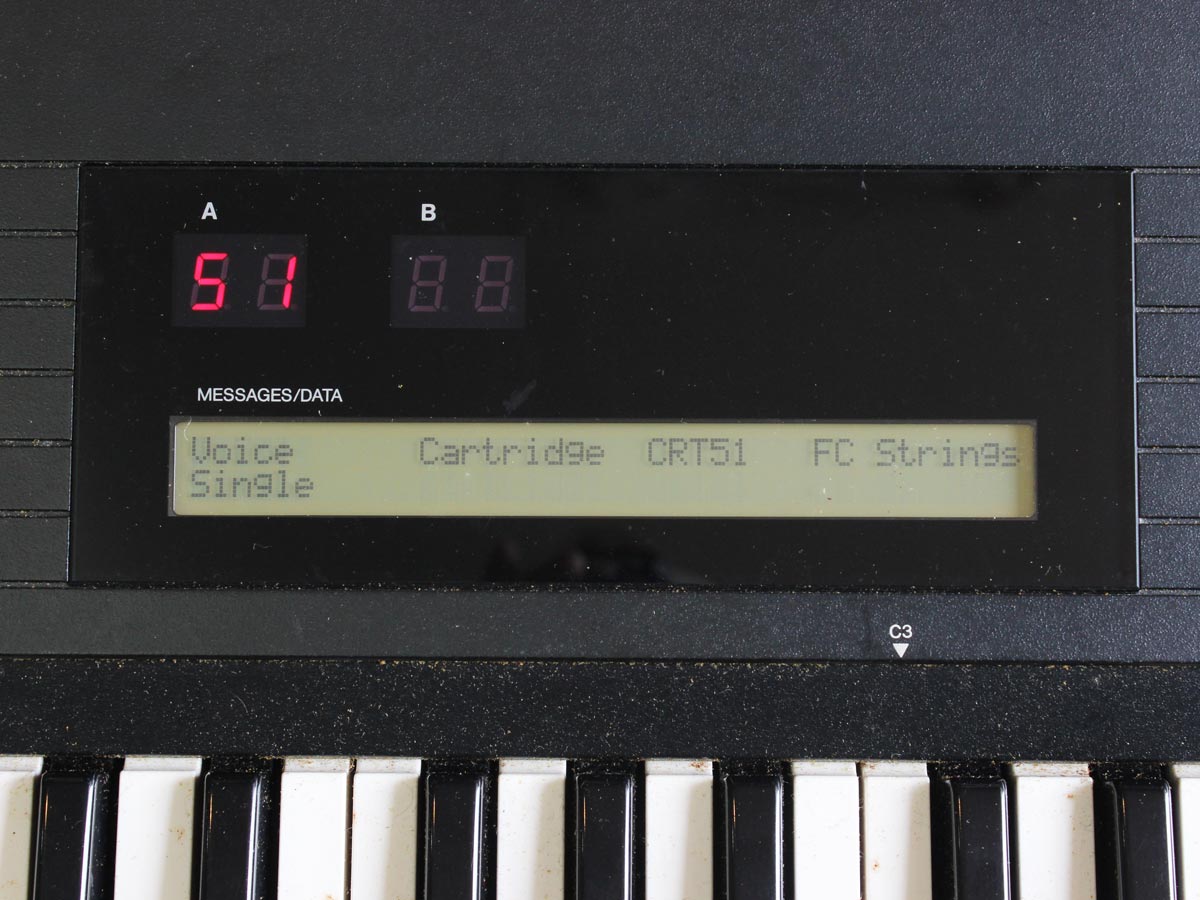 A B
51
MESSAGES/DATA
Voice Cartridge CRT51 FC Strings
Single
C3